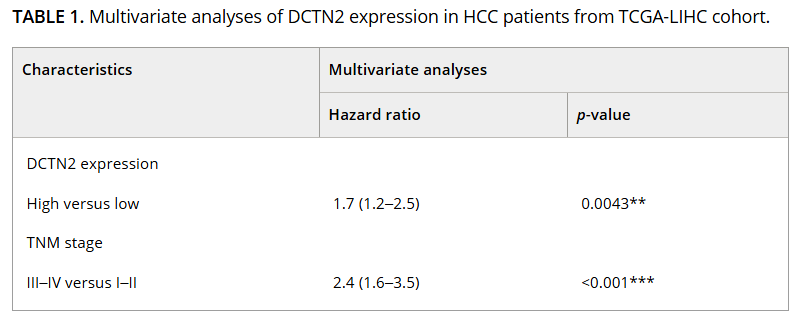 TABLE 1. Multivariate analyses of DCTN2 expression in HCC patients from TCGA-LIHC cohort.
Characteristics Multivariate analyses
Hazard ratio p-value
DCTN2 expression
High versus low 1.7 (1.2–2.5) 0.0043**
TNM stage
III–IV versus I–II 2.4 (1.6–3.5) <0.001***